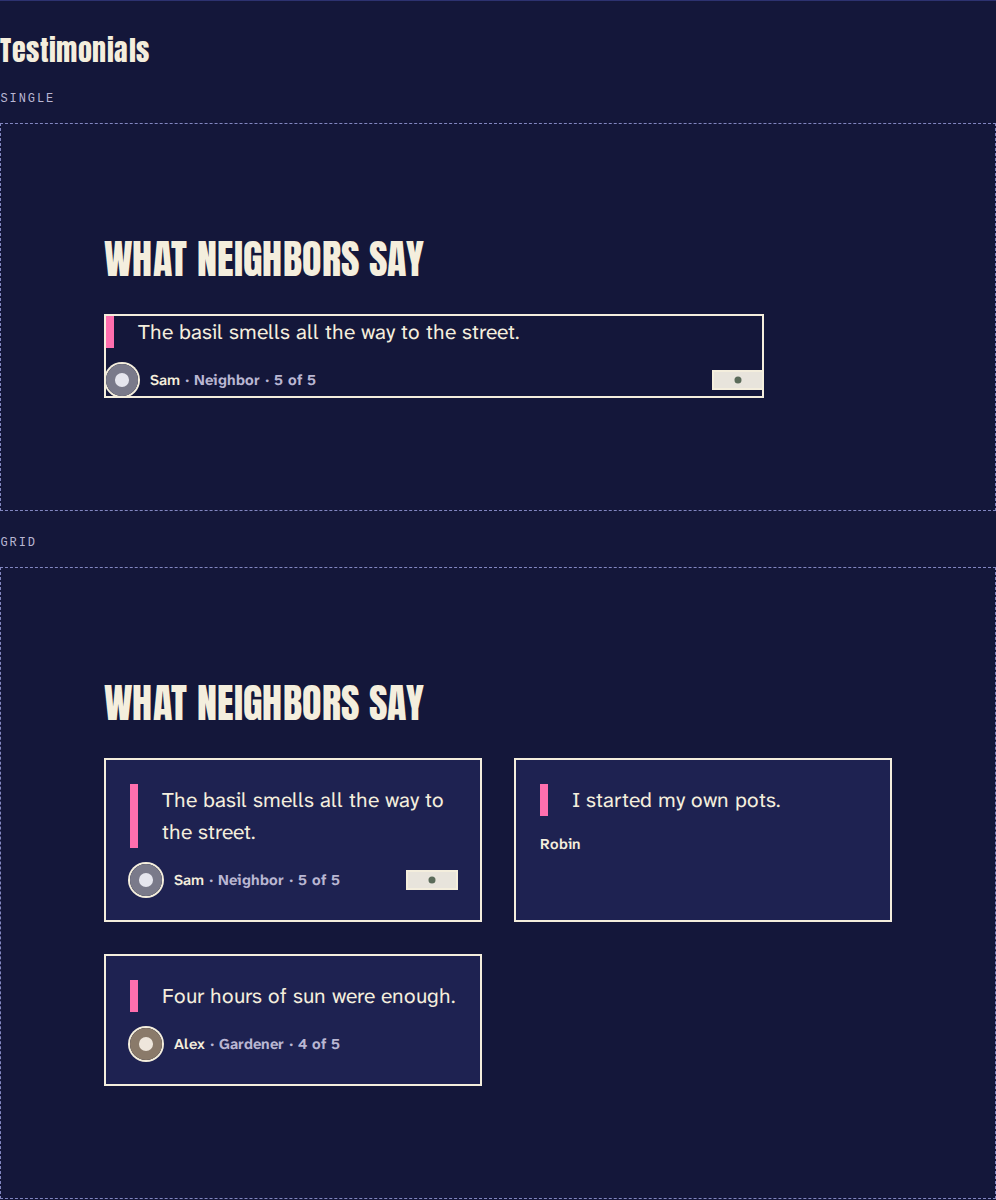 Testimonials
SINGLE
WHAT NEIGHBORS SAY
The basil smells all the way to the street.
Sam · Neighbor · 5 of 5
GRID
WHAT NEIGHBORS SAY
The basil smells all the way to
the street.
Sam · Neighbor · 5 of 5
I started my own pots.
Robin
Four hours of sun were enough.
Alex · Gardener · 4 of 5